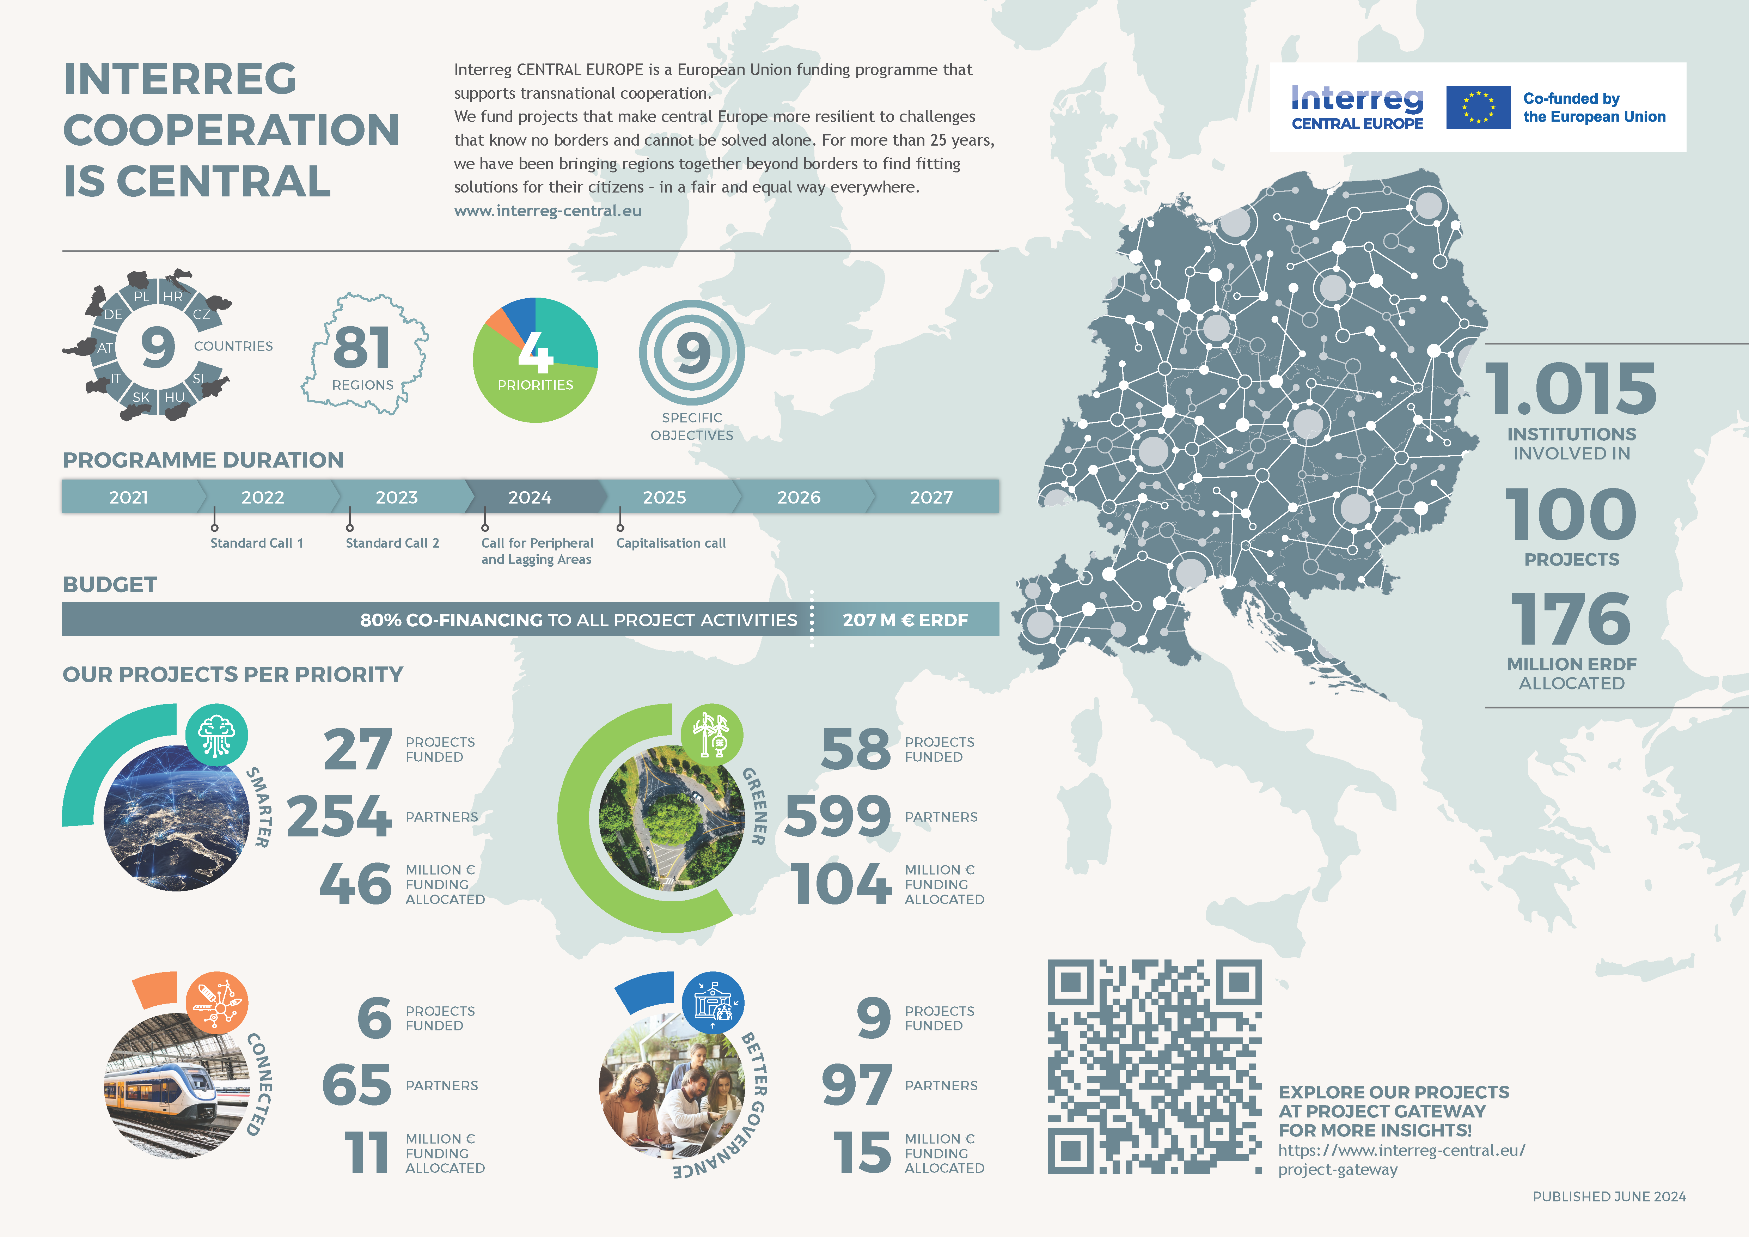 INTERREG
COOPERATION
IS CENTRAL
Interreg CENTRAL EUROPE is a European Union funding programme that
supports transnational cooperation.
We fund projects that make central Europe more resilient to challenges
that know no borders and cannot be solved alone. For more than 25 years,
we have been bringing regions together beyond borders to find fitting
solutions for their citizens – in a fair and equal way everywhere.
www.interreg-central.eu
Interreg
CENTRAL EUROPE
Co-funded by
the European Union
PL HR
DE CZ
AT
IT SI
SK HU
9 COUNTRIES
81
REGIONS
4
PRIORITIES
9
SPECIFIC
OBJECTIVES
PROGRAMME DURATION
2021 2022 2023 2024 2025 2026 2027
Standard Call 1
Standard Call 2
Call for Peripheral
and Lagging Areas
Capitalisation call
BUDGET
80% CO-FINANCING TO ALL PROJECT ACTIVITIES
207 M € ERDF
1.015
INSTITUTIONS
INVOLVED IN
100
PROJECTS
176
MILLION ERDF
ALLOCATED
OUR PROJECTS PER PRIORITY
SMARTER
27 PROJECTS
FUNDED
254 PARTNERS
46 MILLION €
FUNDING
ALLOCATED
GREENER
58 PROJECTS
FUNDED
599 PARTNERS
104 MILLION €
FUNDING
ALLOCATED
CONNECTED
6 PROJECTS
FUNDED
65 PARTNERS
11 MILLION €
FUNDING
ALLOCATED
BETTER GOVERNANCE
9 PROJECTS
FUNDED
97 PARTNERS
15 MILLION €
FUNDING
ALLOCATED
EXPLORE OUR PROJECTS
AT PROJECT GATEWAY
FOR MORE INSIGHTS!
https://www.interreg-central.eu/
project-gateway
PUBLISHED JUNE 2024